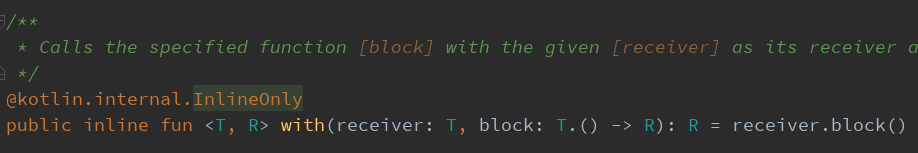 /**
* Calls the specified function [block] with the given [receiver] as its receiver a
*/
@kotlin.internal.InlineOnly
public inline fun <T, R> with(receiver: T, block: T.() -> R): R = receiver.block()